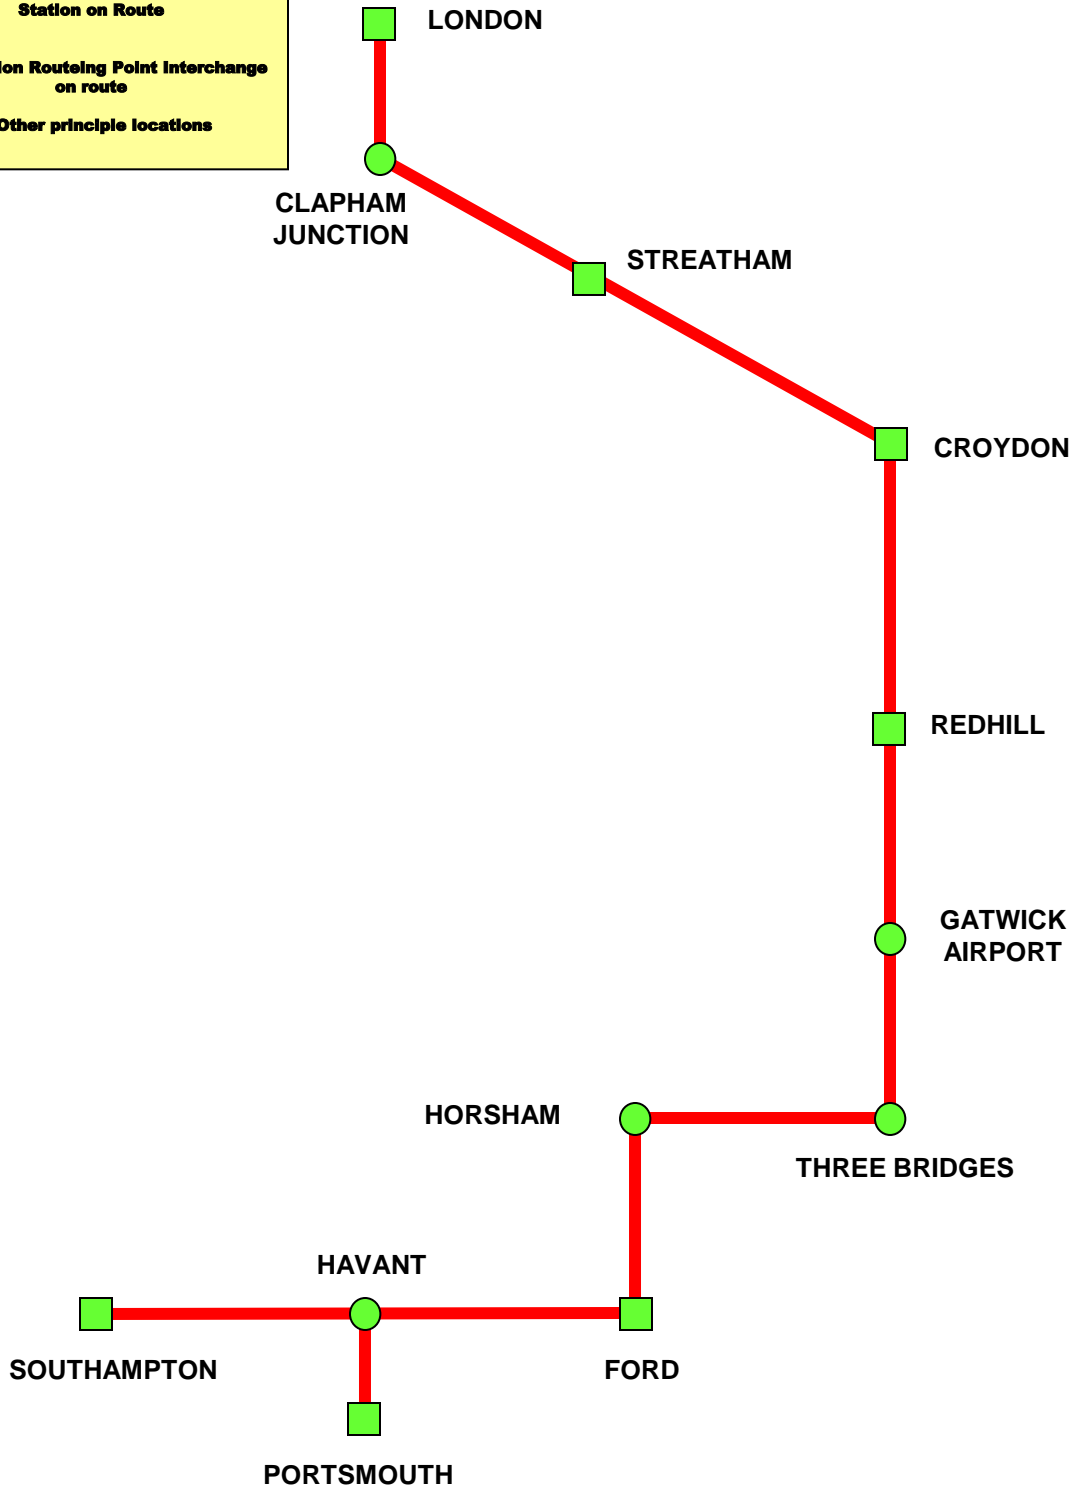 Station on Route
Routeing Point Interchange
on route
Other principle locations
LONDON
CLAPHAM
JUNCTION
STREATHAM
CROYDON
REDHILL
GATWICK
AIRPORT
HORSHAM
THREE BRIDGES
HAVANT
SOUTHAMPTON
FORD
PORTSMOUTH